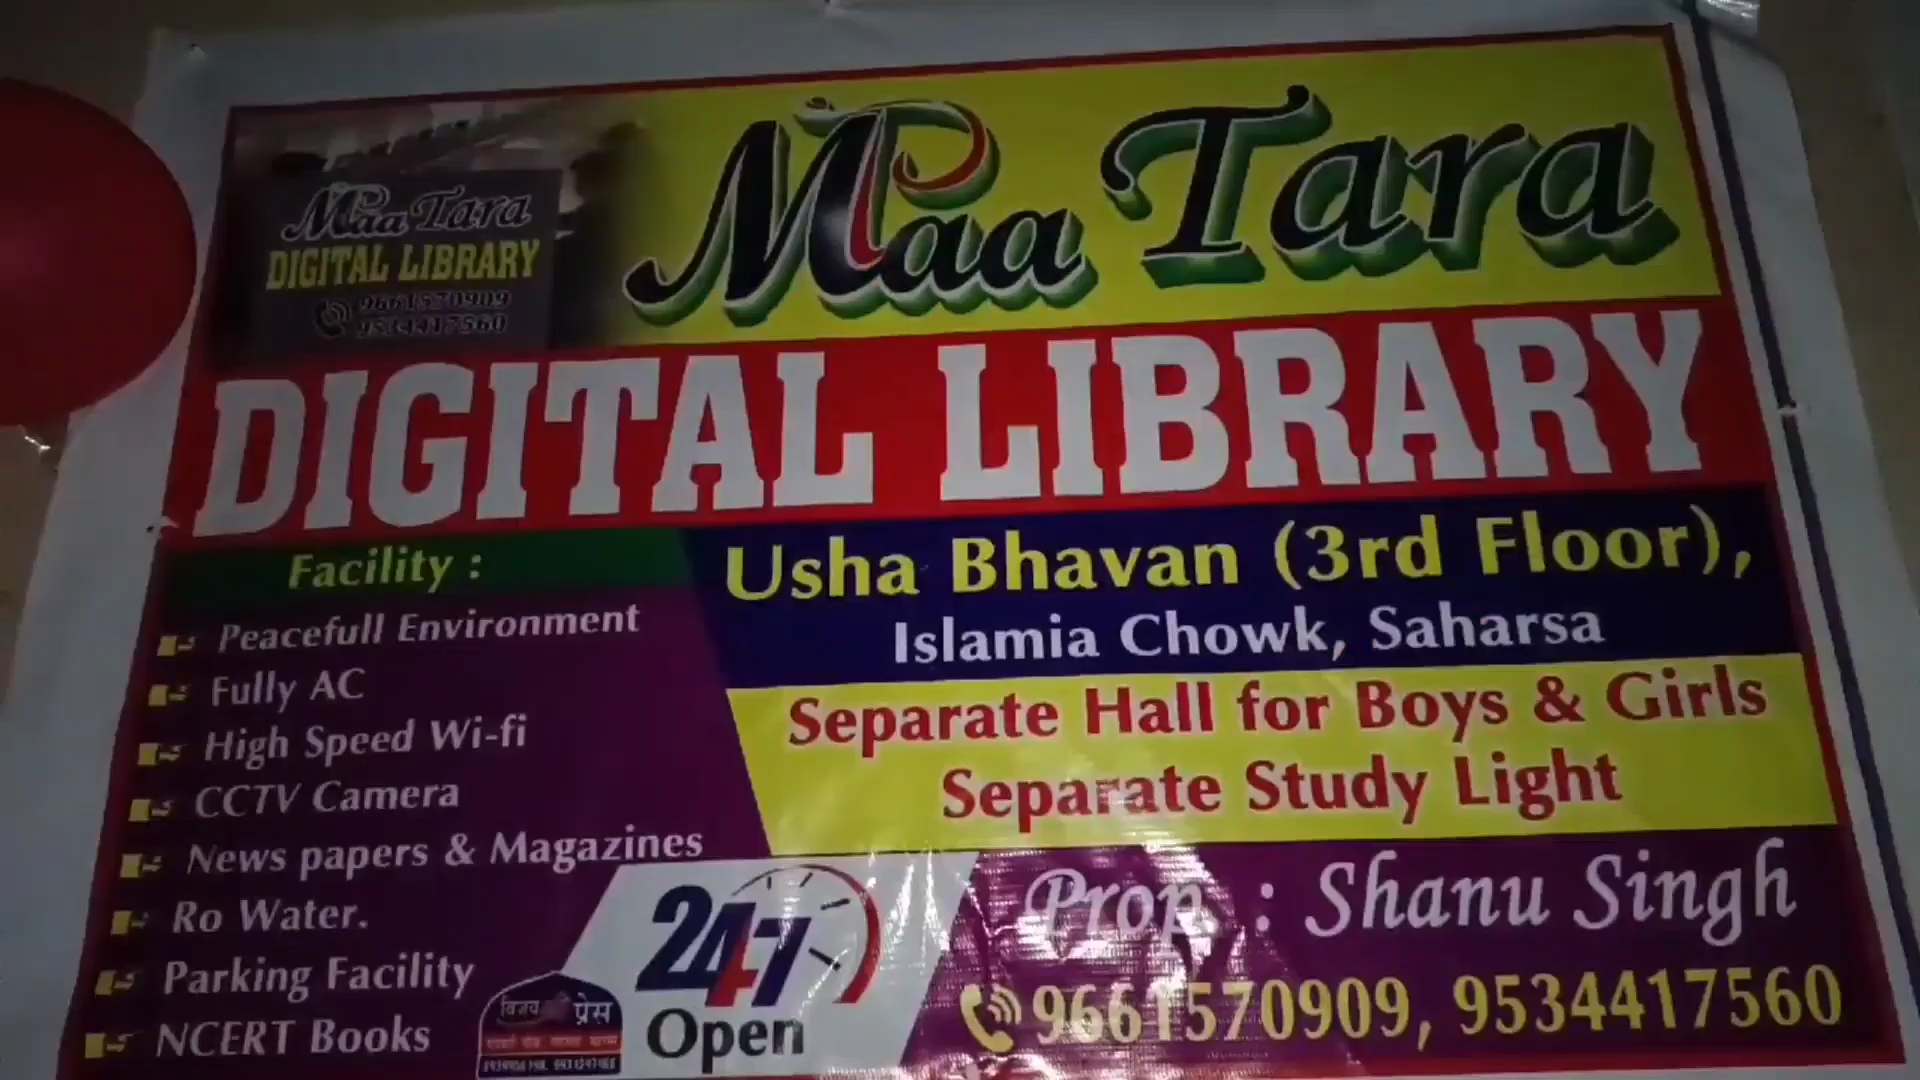 Maa Tara
DIGITAL LIBRARY
9661570909
9534417560
Maa Tara
DIGITAL LIBRARY
Facility :
Peacefull Environment
Fully AC
High Speed Wi-fi
CCTV Camera
News papers & Magazines
Ro Water.
Parking Facility
NCERT Books
Usha Bhavan (3rd Floor),
Islamia Chowk, Saharsa
Separate Hall for Boys & Girls
Separate Study Light
247
Open
विजय प्रेस
Prop. : Shanu Singh
9661570909, 9534417560